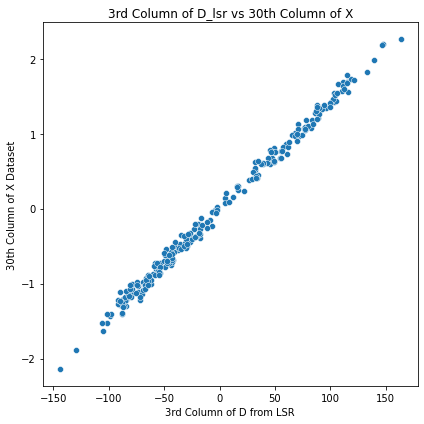 3rd Column of D_lsr vs 30th Column of X
2
1
0
−1
−2
30th Column of X Dataset
−150 −100 −50 0 50 100 150
3rd Column of D from LSR